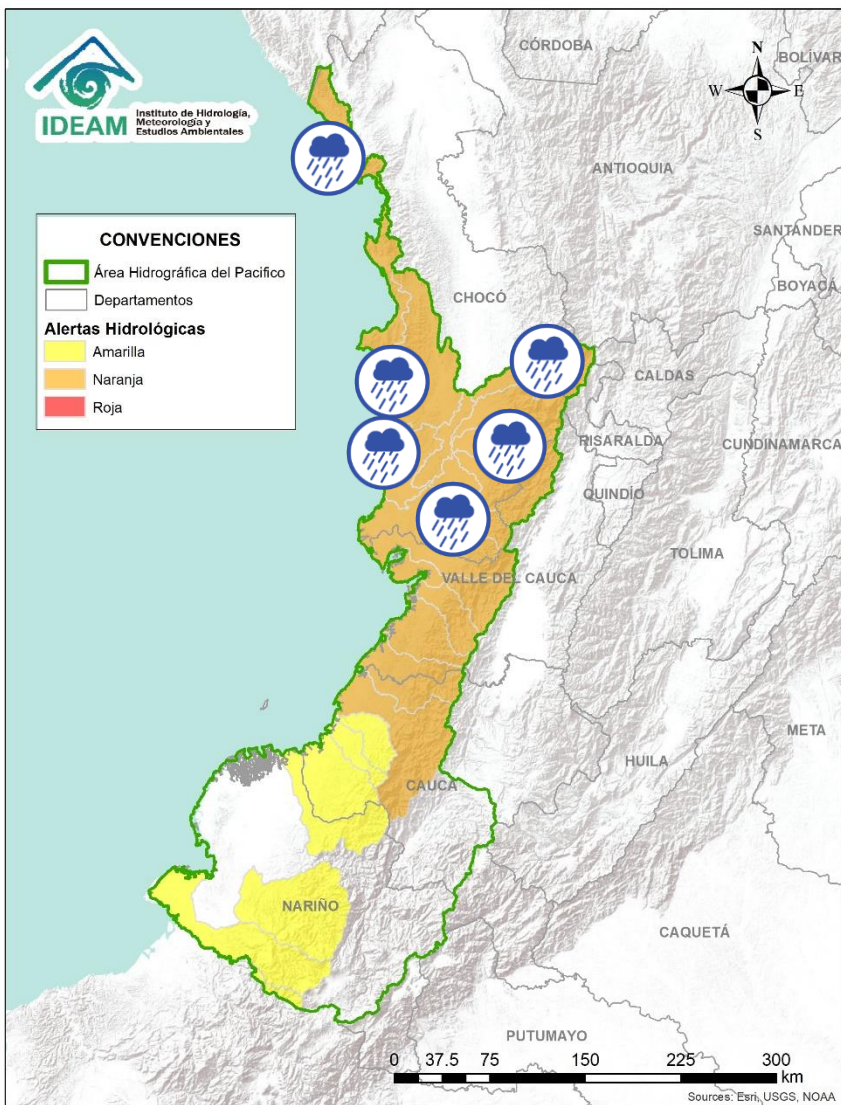 IDEAM
Instituto de Hidrología,
Meteorología y
Estudios Ambientales
CÓRDOBA
BOLÍVAR
N
W
E
S
ANTIOQUIA
SANTANDER
BOYACÁ
CONVENCIONES
Área Hidrográfica del Pacifico
Departamentos
Alertas Hidrológicas
Amarilla
Naranja
Roja
CHOCÓ
CALDAS
RISARALDA
CUNDINAMARCA
QUINDÍO
TOLIMA
VALLE DEL CAUCA
META
HUILA
CAUCA
NARIÑO
CAQUETÁ
PUTUMAYO
0 37.5 75 150 225 300
km
Sources: Esri, USGS, NOAA